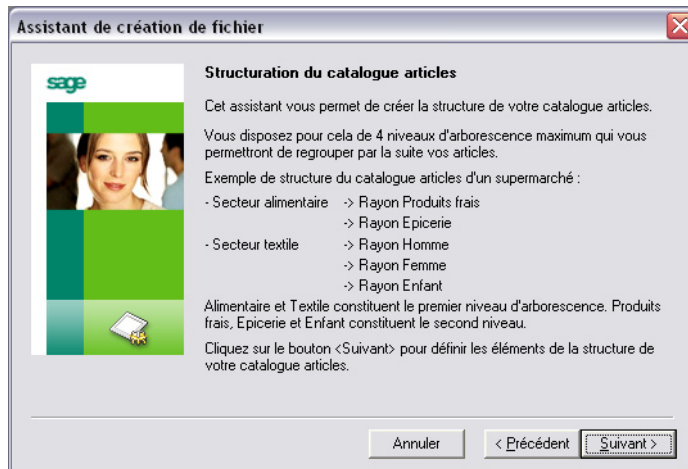 Assistant de création de fichier
sage
Structuration du catalogue articles
Cet assistant vous permet de créer la structure de votre catalogue articles.
Vous disposez pour cela de 4 niveaux d'arborescence maximum qui vous
permettront de regrouper par la suite vos articles.
Exemple de structure du catalogue articles d'un supermarché :
- Secteur alimentaire -> Rayon Produits frais
-> Rayon Epicerie
- Secteur textile -> Rayon Homme
-> Rayon Femme
-> Rayon Enfant
Alimentaire et Textile constituent le premier niveau d'arborescence. Produits
frais, Epicerie et Enfant constituent le second niveau.
Cliquez sur le bouton <Suivant> pour définir les éléments de la structure de
votre catalogue articles.
Annuler < Précédent Suivant >